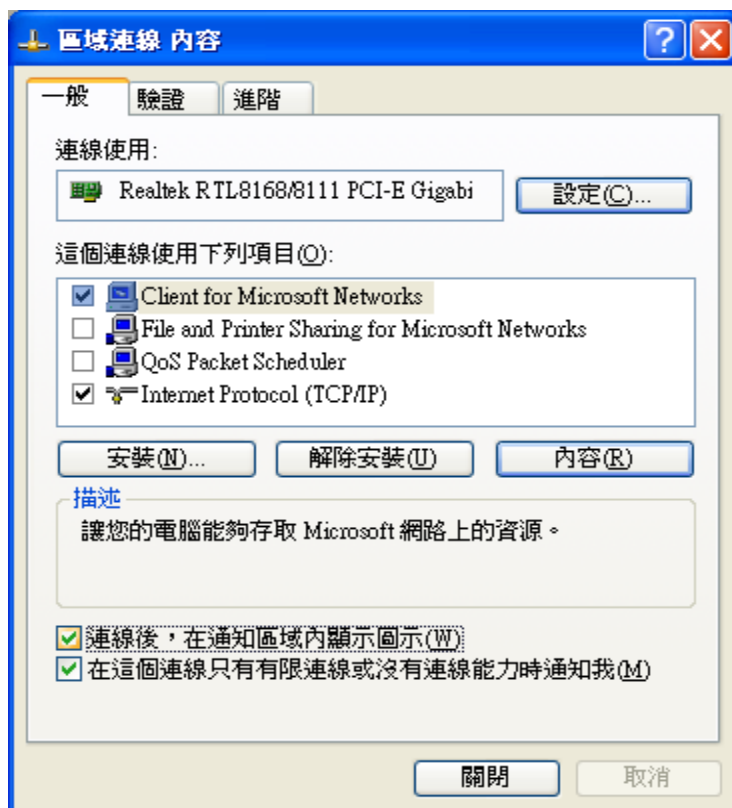 區域連線 內容
一般 驗證 進階
連線使用:
Realtek RTL8168/8111 PCI-E Gigabi 設定(C)...
這個連線使用下列項目(O):
Client for Microsoft Networks
File and Printer Sharing for Microsoft Networks
QoS Packet Scheduler
Internet Protocol (TCP/IP)
安裝(N)... 解除安裝(U) 內容(R)
描述
讓您的電腦能夠存取 Microsoft 網路上的資源。
連線後，在通知區域內顯示圖示(W)
在這個連線只有有限連線或沒有連線能力時通知我(M)
關閉 取消